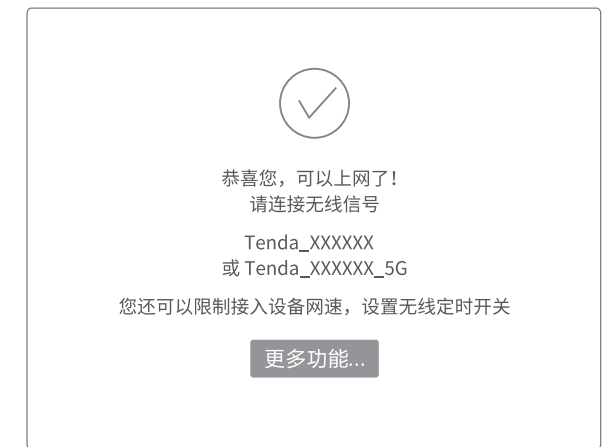 恭喜您，可以上网了！
请连接无线信号
Tenda_XXXXXX
或 Tenda_XXXXXX_5G
您还可以限制接入设备网速，设置无线定时开关
更多功能...